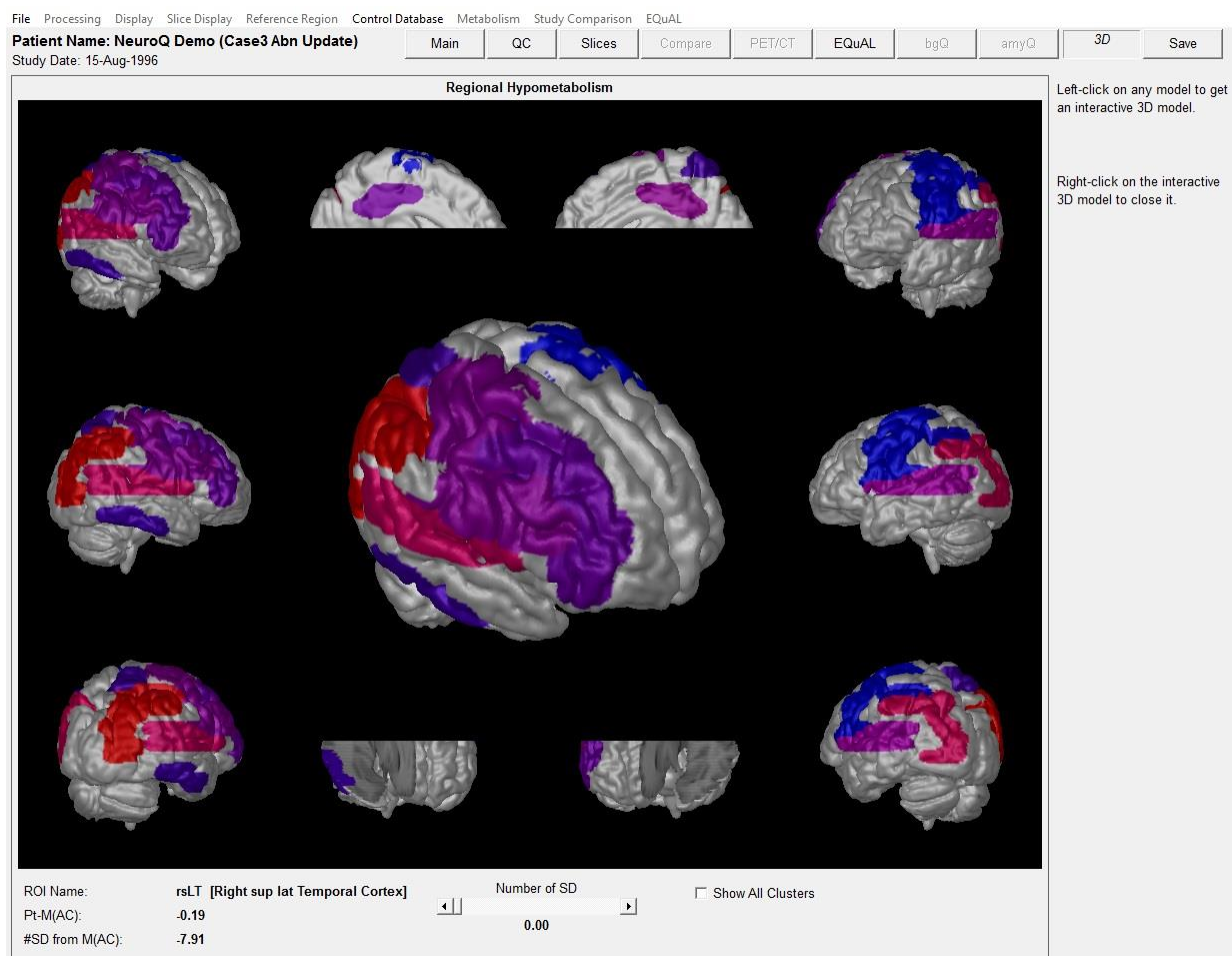 File Processing Display Slice Display Reference Region Control Database Metabolism Study Comparison EQuAL
Patient Name: NeuroQ Demo (Case3 Abn Update)
Study Date: 15-Aug-1996
Main QC Slices Compare PET/CT EQuAL bgQ amyQ 3D Save
Regional Hypometabolism
Left-click on any model to get
an interactive 3D model.
Right-click on the interactive
3D model to close it.
ROI Name: rsLT [Right sup lat Temporal Cortex]
Pt-M(AC): -0.19
#SD from M(AC): -7.91
Number of SD
0.00
Show All Clusters